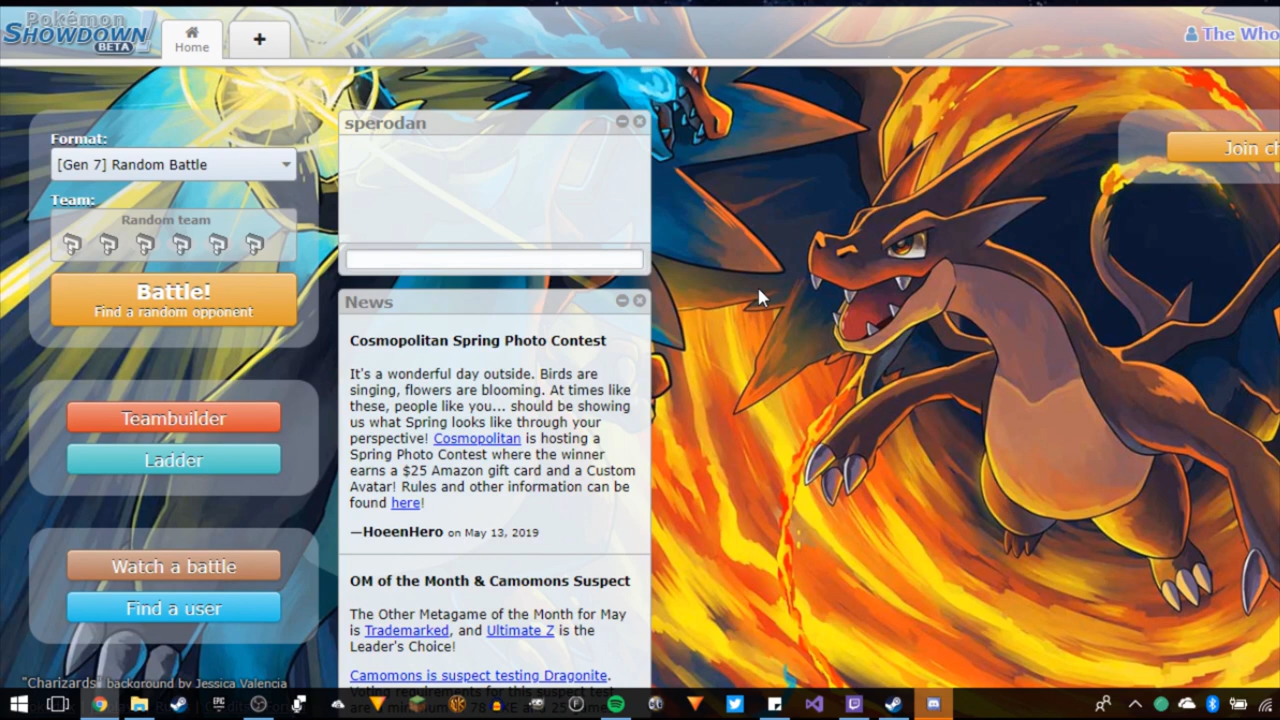 Pokémon
SHOWDOWN!
BETA
Home
+
The Who
Format:
[Gen 7] Random Battle
Team:
Random team
Battle!
Find a random opponent
Teambuilder
Ladder
Watch a battle
Find a user
"Charizards" background by Jessica Valencia
sperodan
News
Cosmopolitan Spring Photo Contest
It's a wonderful day outside. Birds are
singing, flowers are blooming. At times like
these, people like you... should be showing
us what Spring looks like through your
perspective! Cosmopolitan is hosting a
Spring Photo Contest where the winner
earns a $25 Amazon gift card and a Custom
Avatar! Rules and other information can be
found here!
—HoeenHero on May 13, 2019
OM of the Month & Camomons Suspect
The Other Metagame of the Month for May
is Trademarked, and Ultimate Z is the
Leader's Choice!
Camomons is suspect testing Dragonite.
Voting requirements for this suspect test
Join ch